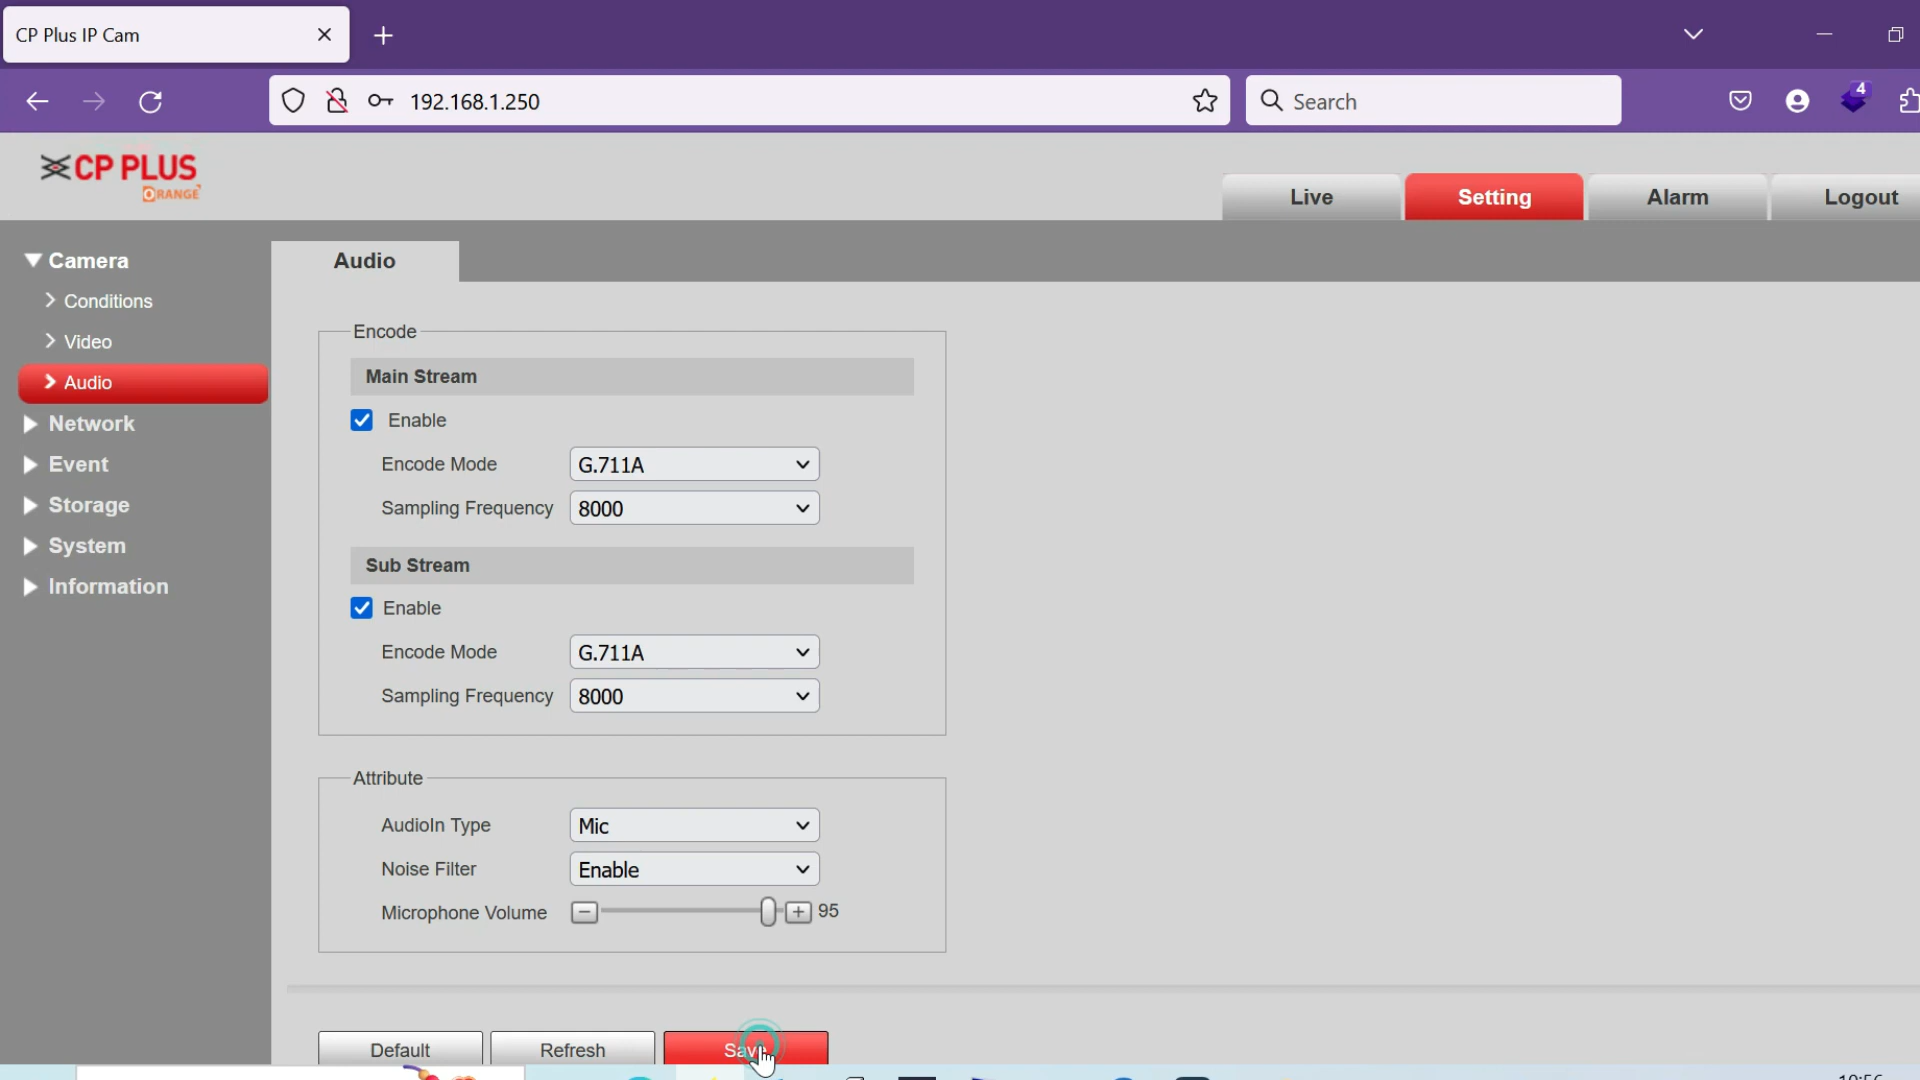 CP Plus IP Cam
192.168.1.250
Search
4
CP PLUS
ORANGE
Live
Setting
Alarm
Logout
Camera
Conditions
Video
Audio
Network
Event
Storage
System
Information
Audio
Encode
Main Stream
Enable
Encode Mode G.711A
Sampling Frequency 8000
Sub Stream
Enable
Encode Mode G.711A
Sampling Frequency 8000
Attribute
AudioIn Type Mic
Noise Filter Enable
Microphone Volume 95
Default
Refresh
Save